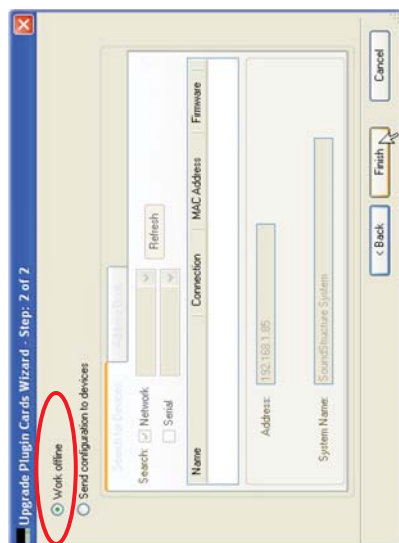 Upgrade Plugin Cards Wizard - Step: 2 of 2
Work offline
Send configuration to devices
Search for Devices
Search: Network
Serial
Refresh
Name Connection MAC Address Firmware
Address: 192.168.1.85
System Name: SoundStructure System
< Back Finish Cancel